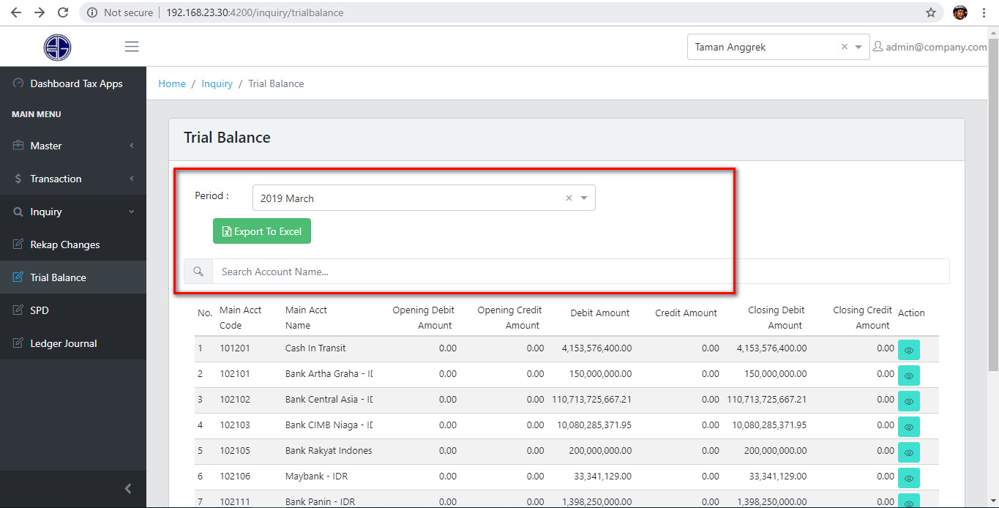 Not secure | 192.168.23.30:4200/inquiry/trialbalance
Taman Anggrek
admin@company.com
Dashboard Tax Apps
MAIN MENU
Master
Transaction
Inquiry
Rekap Changes
Trial Balance
SPD
Ledger Journal
Home / Inquiry / Trial Balance
Trial Balance
Period :
2019 March
Export To Excel
Search Account Name...
No. Main Acct Code Main Acct Name Opening Debit Amount Opening Credit Amount Debit Amount Credit Amount Closing Debit Amount Closing Credit Amount Action
1 101201 Cash In Transit 0.00 0.00 4,153,576,400.00 0.00 4,153,576,400.00 0.00
2 102101 Bank Artha Graha - ID 0.00 0.00 150,000,000.00 0.00 150,000,000.00 0.00
3 102102 Bank Central Asia - ID 0.00 0.00 110,713,725,667.21 0.00 110,713,725,667.21 0.00
4 102103 Bank CIMB Niaga - ID 0.00 0.00 10,080,285,371.95 0.00 10,080,285,371.95 0.00
5 102105 Bank Rakyat Indones 0.00 0.00 200,000,000.00 0.00 200,000,000.00 0.00
6 102106 Maybank - IDR 0.00 0.00 33,341,129.00 0.00 33,341,129.00 0.00
7 102111 Bank Panin - IDR 0.00 0.00 1,398,250,000.00 0.00 1,398,250,000.00 0.00